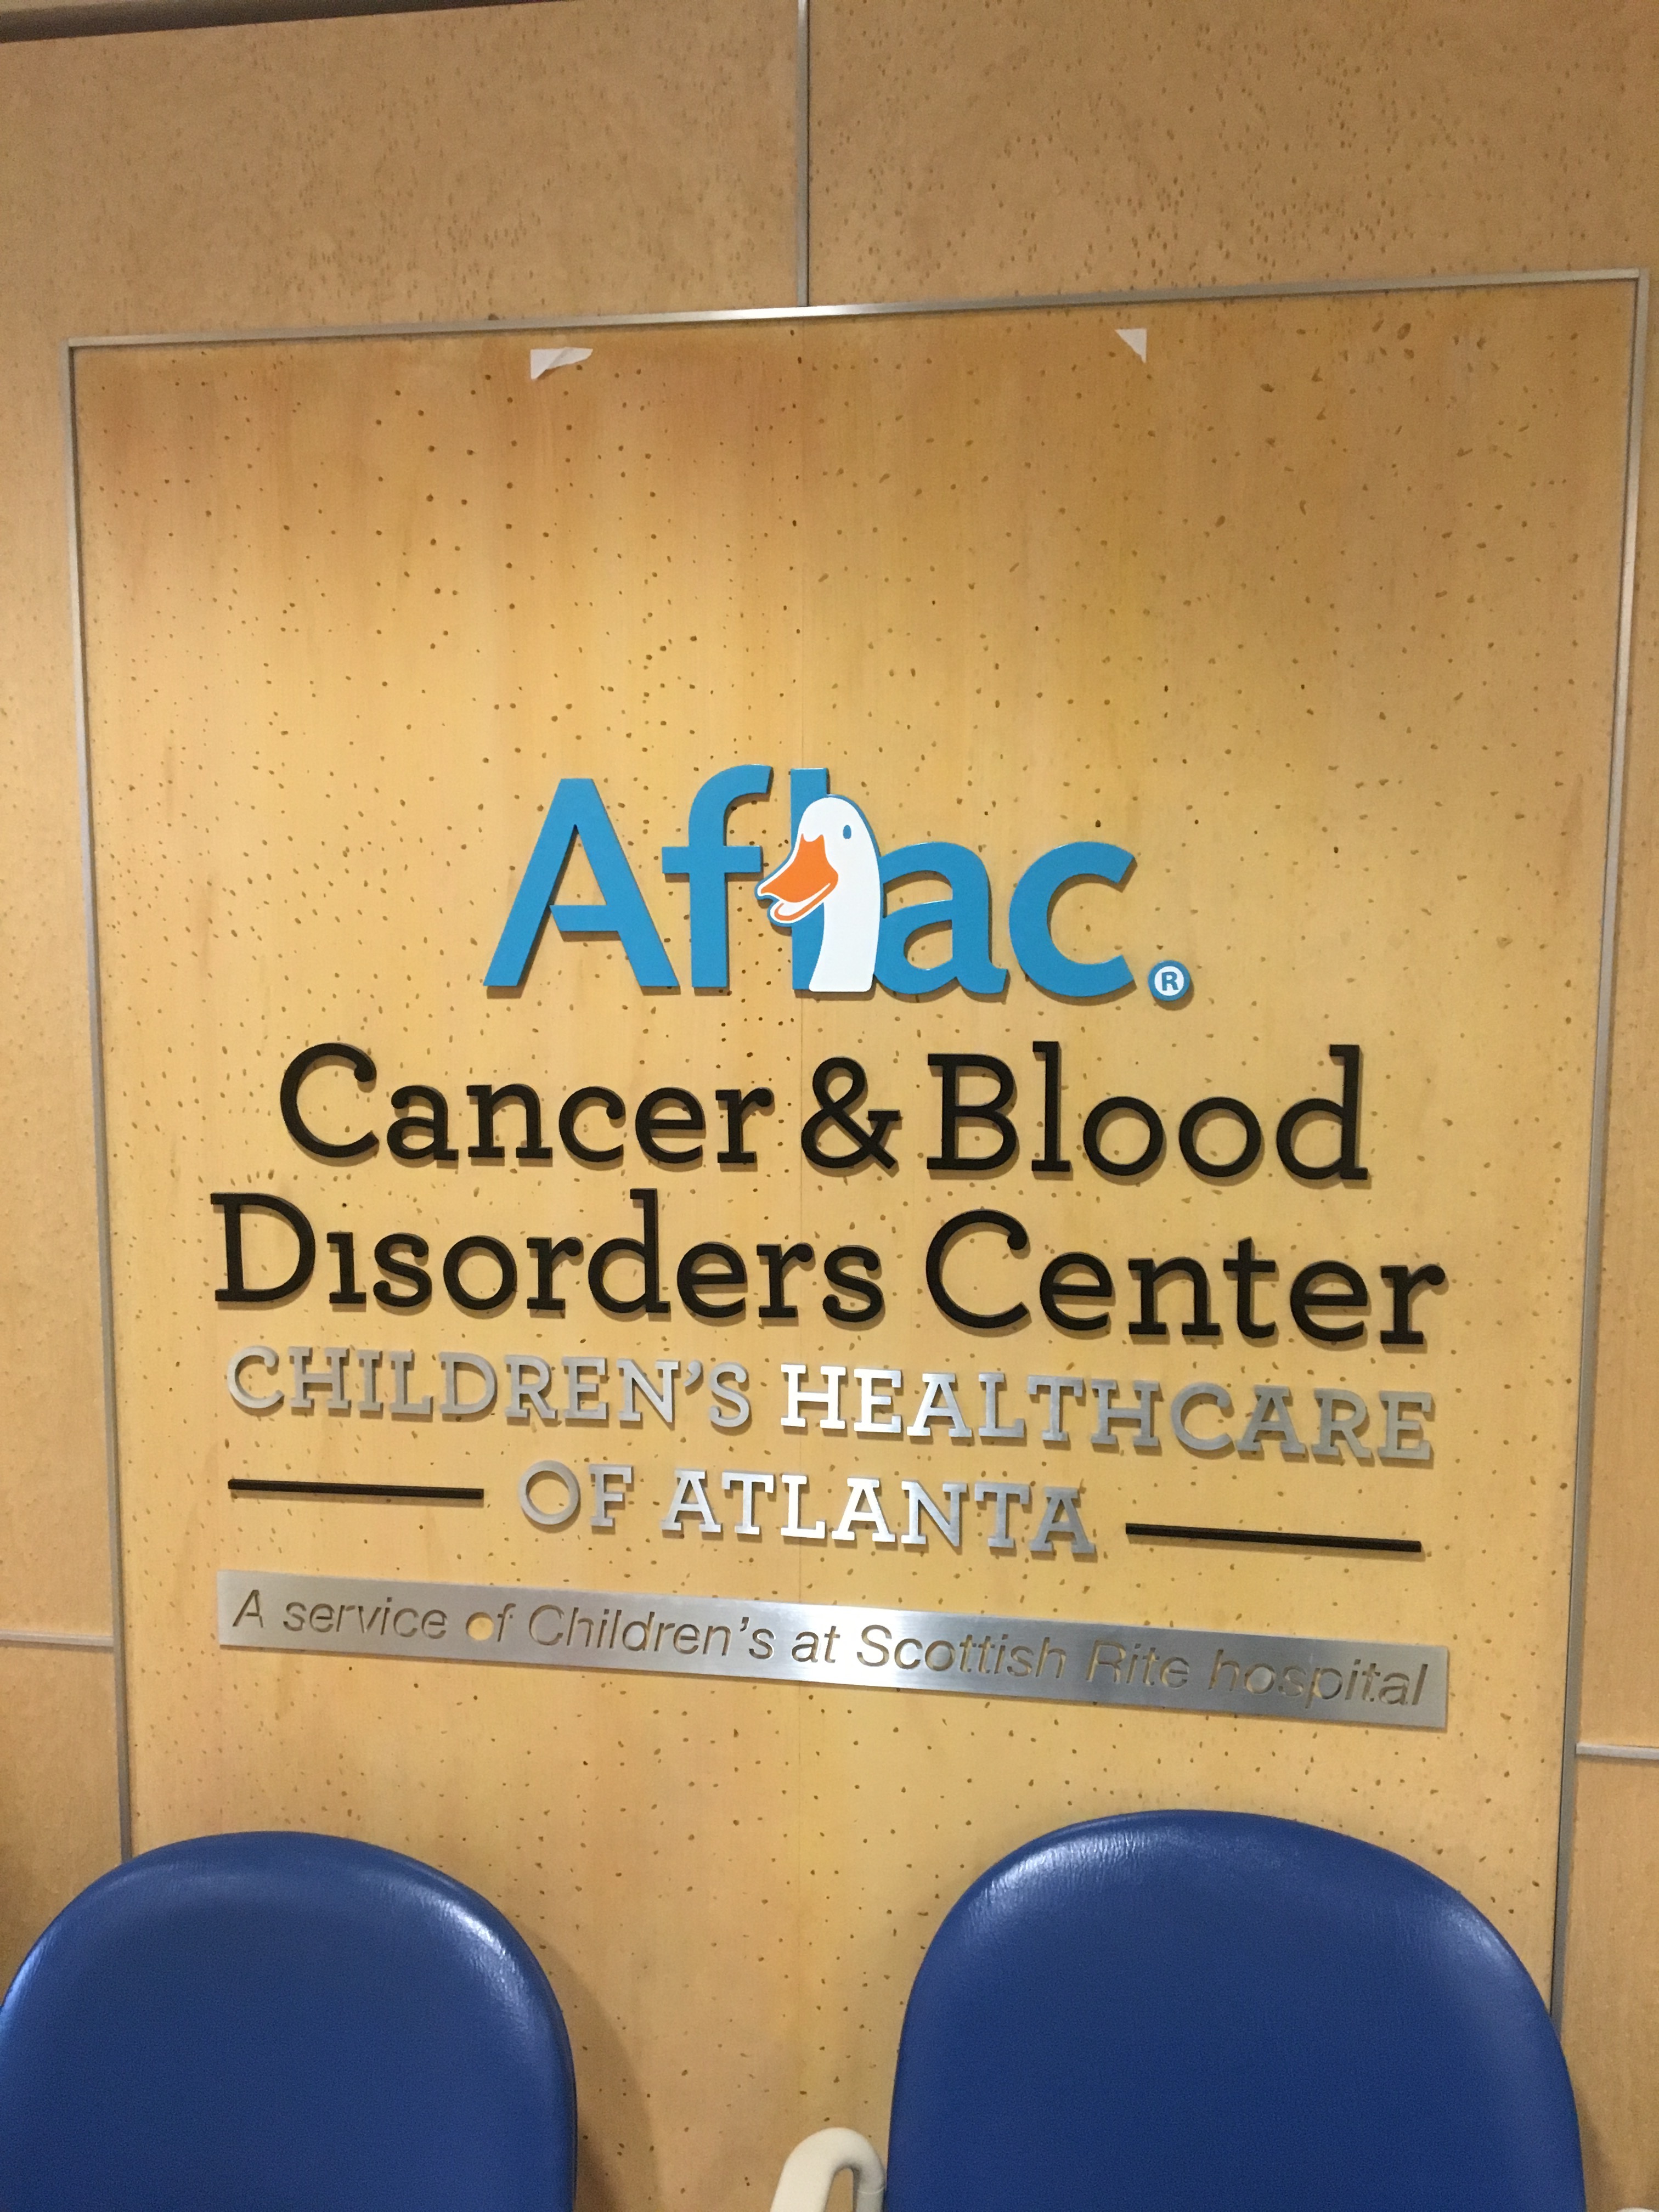 Aflac®
Cancer & Blood
Disorders Center
CHILDREN'S HEALTHCARE
OF ATLANTA
A service of Children's at Scottish Rite hospital